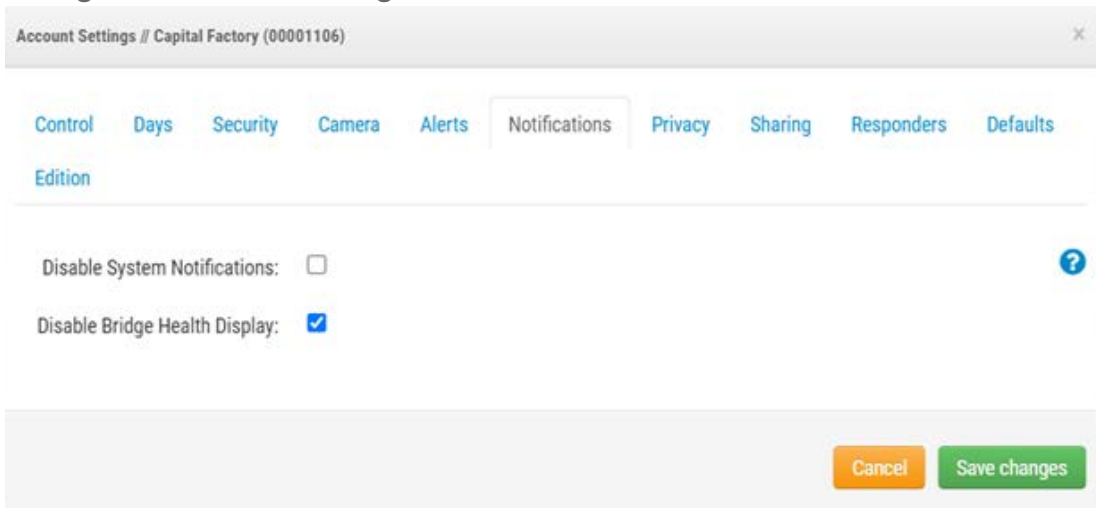 Account Settings // Capital Factory (00001106) ×
Control Days Security Camera Alerts Notifications Privacy Sharing Responders Defaults
Edition
Disable System Notifications: ?
Disable Bridge Health Display:
Cancel Save changes